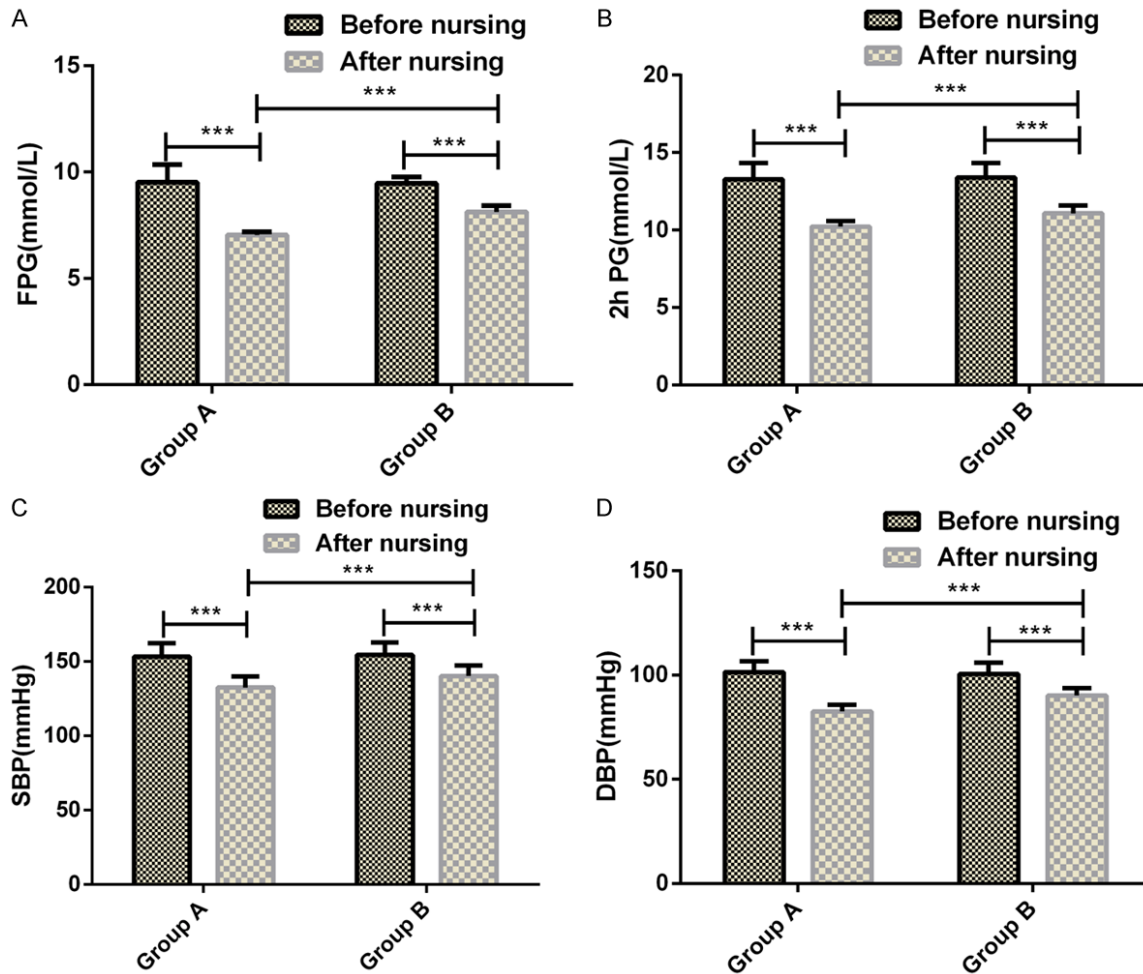 A
Before nursing
After nursing
15
10
5
0
FPG(mmol/L)
***
***
***
Group A
Group B
B
Before nursing
After nursing
20
15
10
5
0
2h PG(mmol/L)
***
***
***
Group A
Group B
C
Before nursing
After nursing
200
150
100
50
0
SBP(mmHg)
***
***
***
Group A
Group B
D
Before nursing
After nursing
150
100
50
0
DBP(mmHg)
***
***
***
Group A
Group B